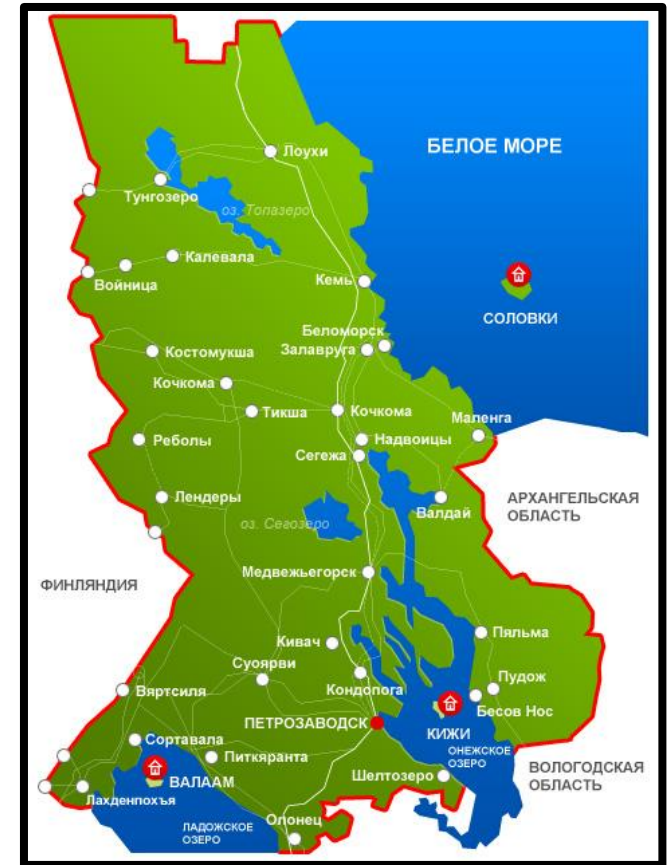 БЕЛОЕ МОРЕ
Лоухи
Тунгозеро
оз. Топазеро
Калевала
Войница
Кемь
СОЛОВКИ
Беломорск
Залавруга
Костомукша
Кочкома
Тикша
Кочкома
Маленга
Реболы
Надвоицы
Сегежа
Лендеры
Валдай
АРХАНГЕЛЬСКАЯ
ОБЛАСТЬ
оз. Сегозеро
Медвежьегорск
ФИНЛЯНДИЯ
Кивач
Пяльма
Суоярви
Кондопога
Пудож
Вяртсиля
Бесов Нос
ПЕТРОЗАВОДСК
КИЖИ
Сортавала
Питкяранта
ОНЕЖСКОЕ
ОЗЕРО
ВАЛААМ
Шелтозеро
ВОЛОГОДСКАЯ
ОБЛАСТЬ
Лахденпохъя
Олонец
ЛАДОЖСКОЕ
ОЗЕРО